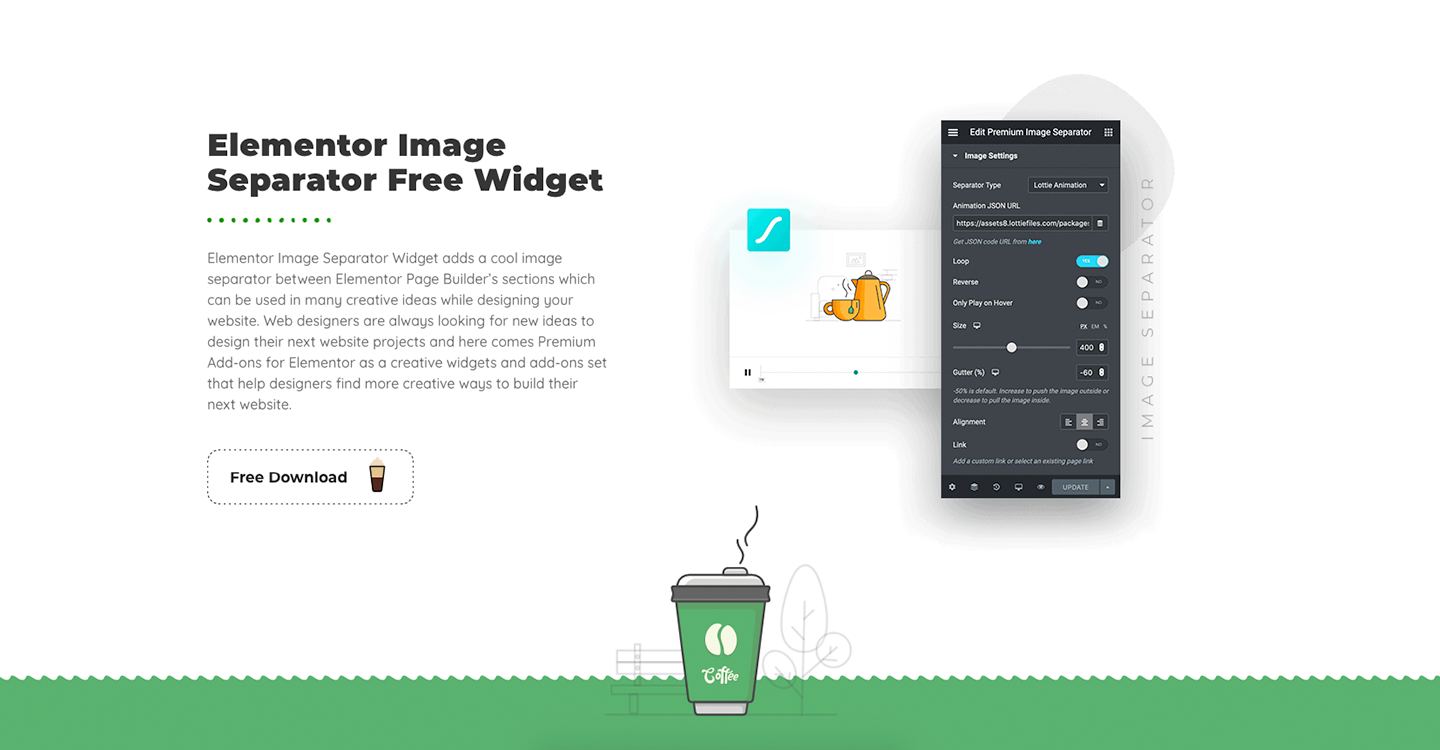 Elementor Image
Separator Free Widget
Elementor Image Separator Widget adds a cool image
separator between Elementor Page Builder's sections which
can be used in many creative ideas while designing your
website. Web designers are always looking for new ideas to
design their next website projects and here comes Premium
Add-ons for Elementor as a creative widgets and add-ons set
that help designers find more creative ways to build their
next website.
Free Download
Edit Premium Image Separator
Image Settings
Separator Type
Lottie Animation
Animation JSON URL
https://assets8.lottiefiles.com/package
Get JSON code URL from here
Loop
YES
Reverse
NO
Only Play on Hover
NO
Size
PX EM %
400
Gutter (%)
-60
-50% is default. Increase to push the image outside or
decrease to pull the image inside.
Alignment
Link
NO
Add a custom link or select an existing page link
UPDATE
IMAGE SEPARATOR
Coffee